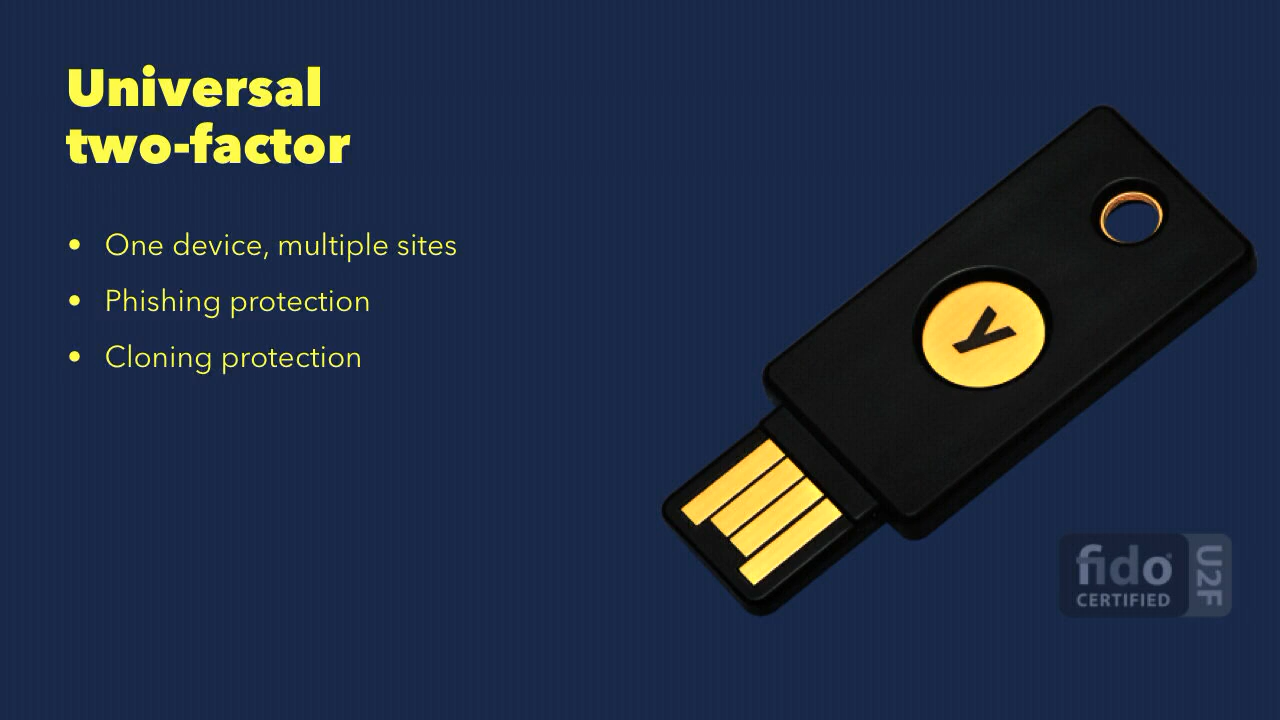 Universal
two-factor
• One device, multiple sites
• Phishing protection
• Cloning protection
y
fido
CERTIFIED
U2F